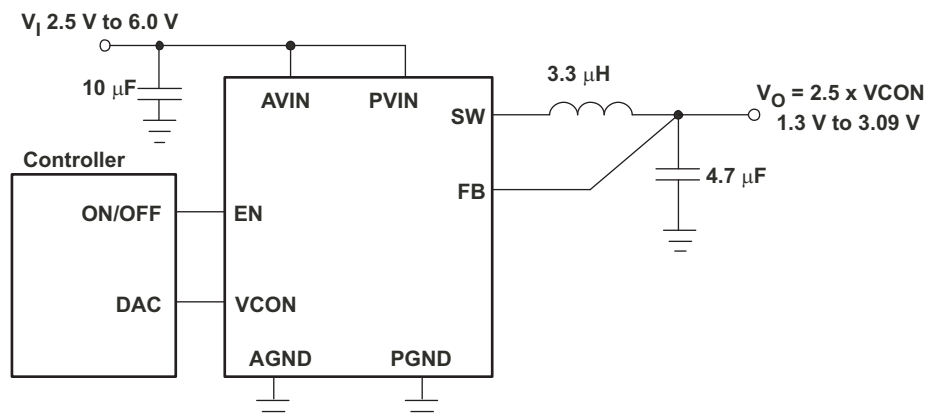 V_I 2.5 V to 6.0 V
10 μF
AVIN
PVIN
3.3 μH
SW
V_O = 2.5 x VCON
1.3 V to 3.09 V
Controller
4.7 μF
FB
ON/OFF
EN
DAC
VCON
AGND
PGND